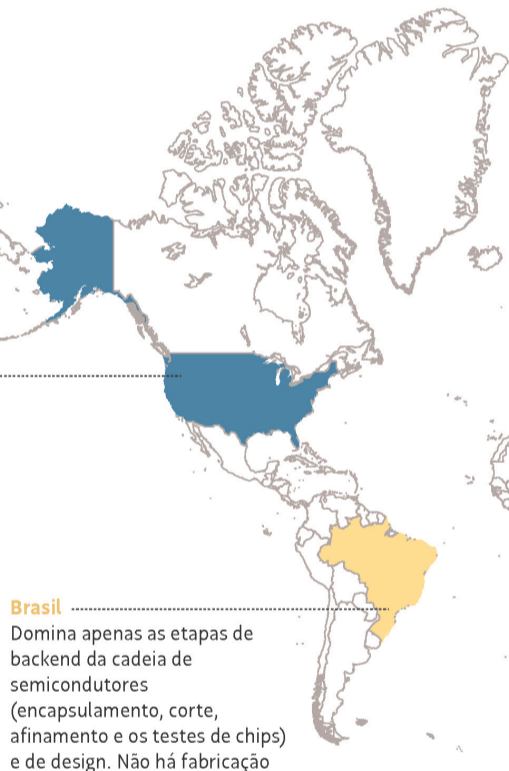 Brasil
Domina apenas as etapas de
backend da cadeia de
semicondutores
(encapsulamento, corte,
afinamento e os testes de chips)
e de design. Não há fabricação